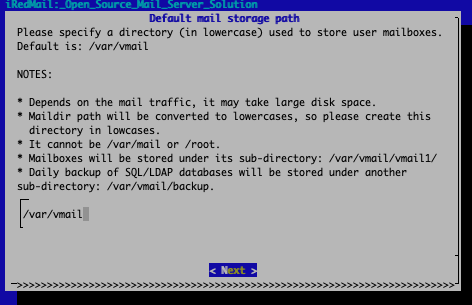 iRedMail:_Open_Source_Mail_Server_Solution
Default mail storage path
Please specify a directory (in lowercase) used to store user mailboxes.
Default is: /var/vmail
NOTES:
* Depends on the mail traffic, it may take large disk space.
* Maildir path will be converted to lowercases, so please create this
directory in lowcases.
* It cannot be /var/mail or /root.
* Mailboxes will be stored under its sub-directory: /var/vmail/vmail1/
* Daily backup of SQL/LDAP databases will be stored under another
sub-directory: /var/vmail/backup.
/var/vmail
< Next >